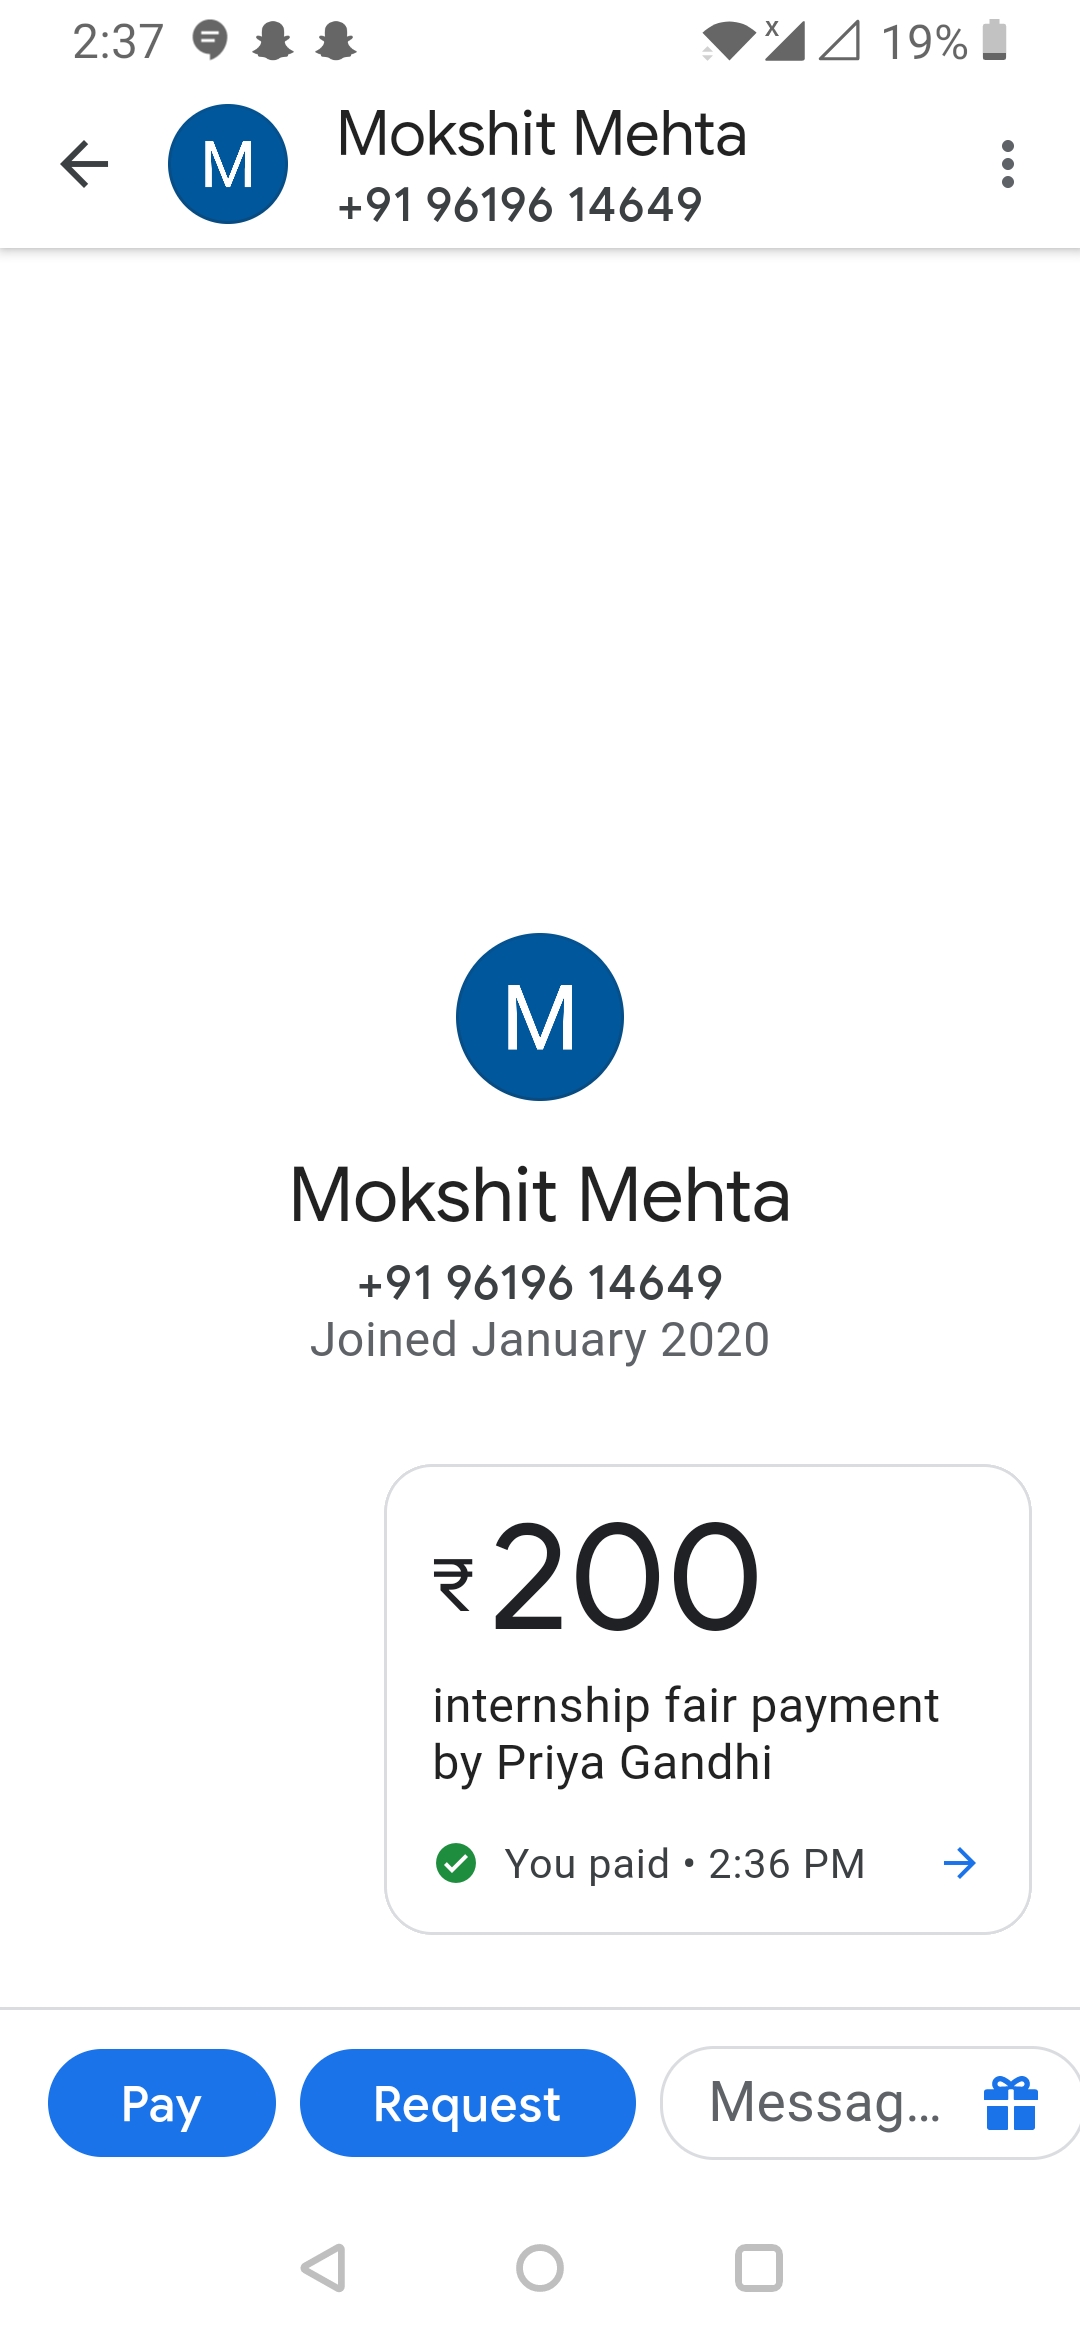 2:37
x
19%
M
Mokshit Mehta
+91 96196 14649
M
Mokshit Mehta
+91 96196 14649
Joined January 2020
₹200
internship fair payment
by Priya Gandhi
You paid • 2:36 PM
Pay
Request
Messag...